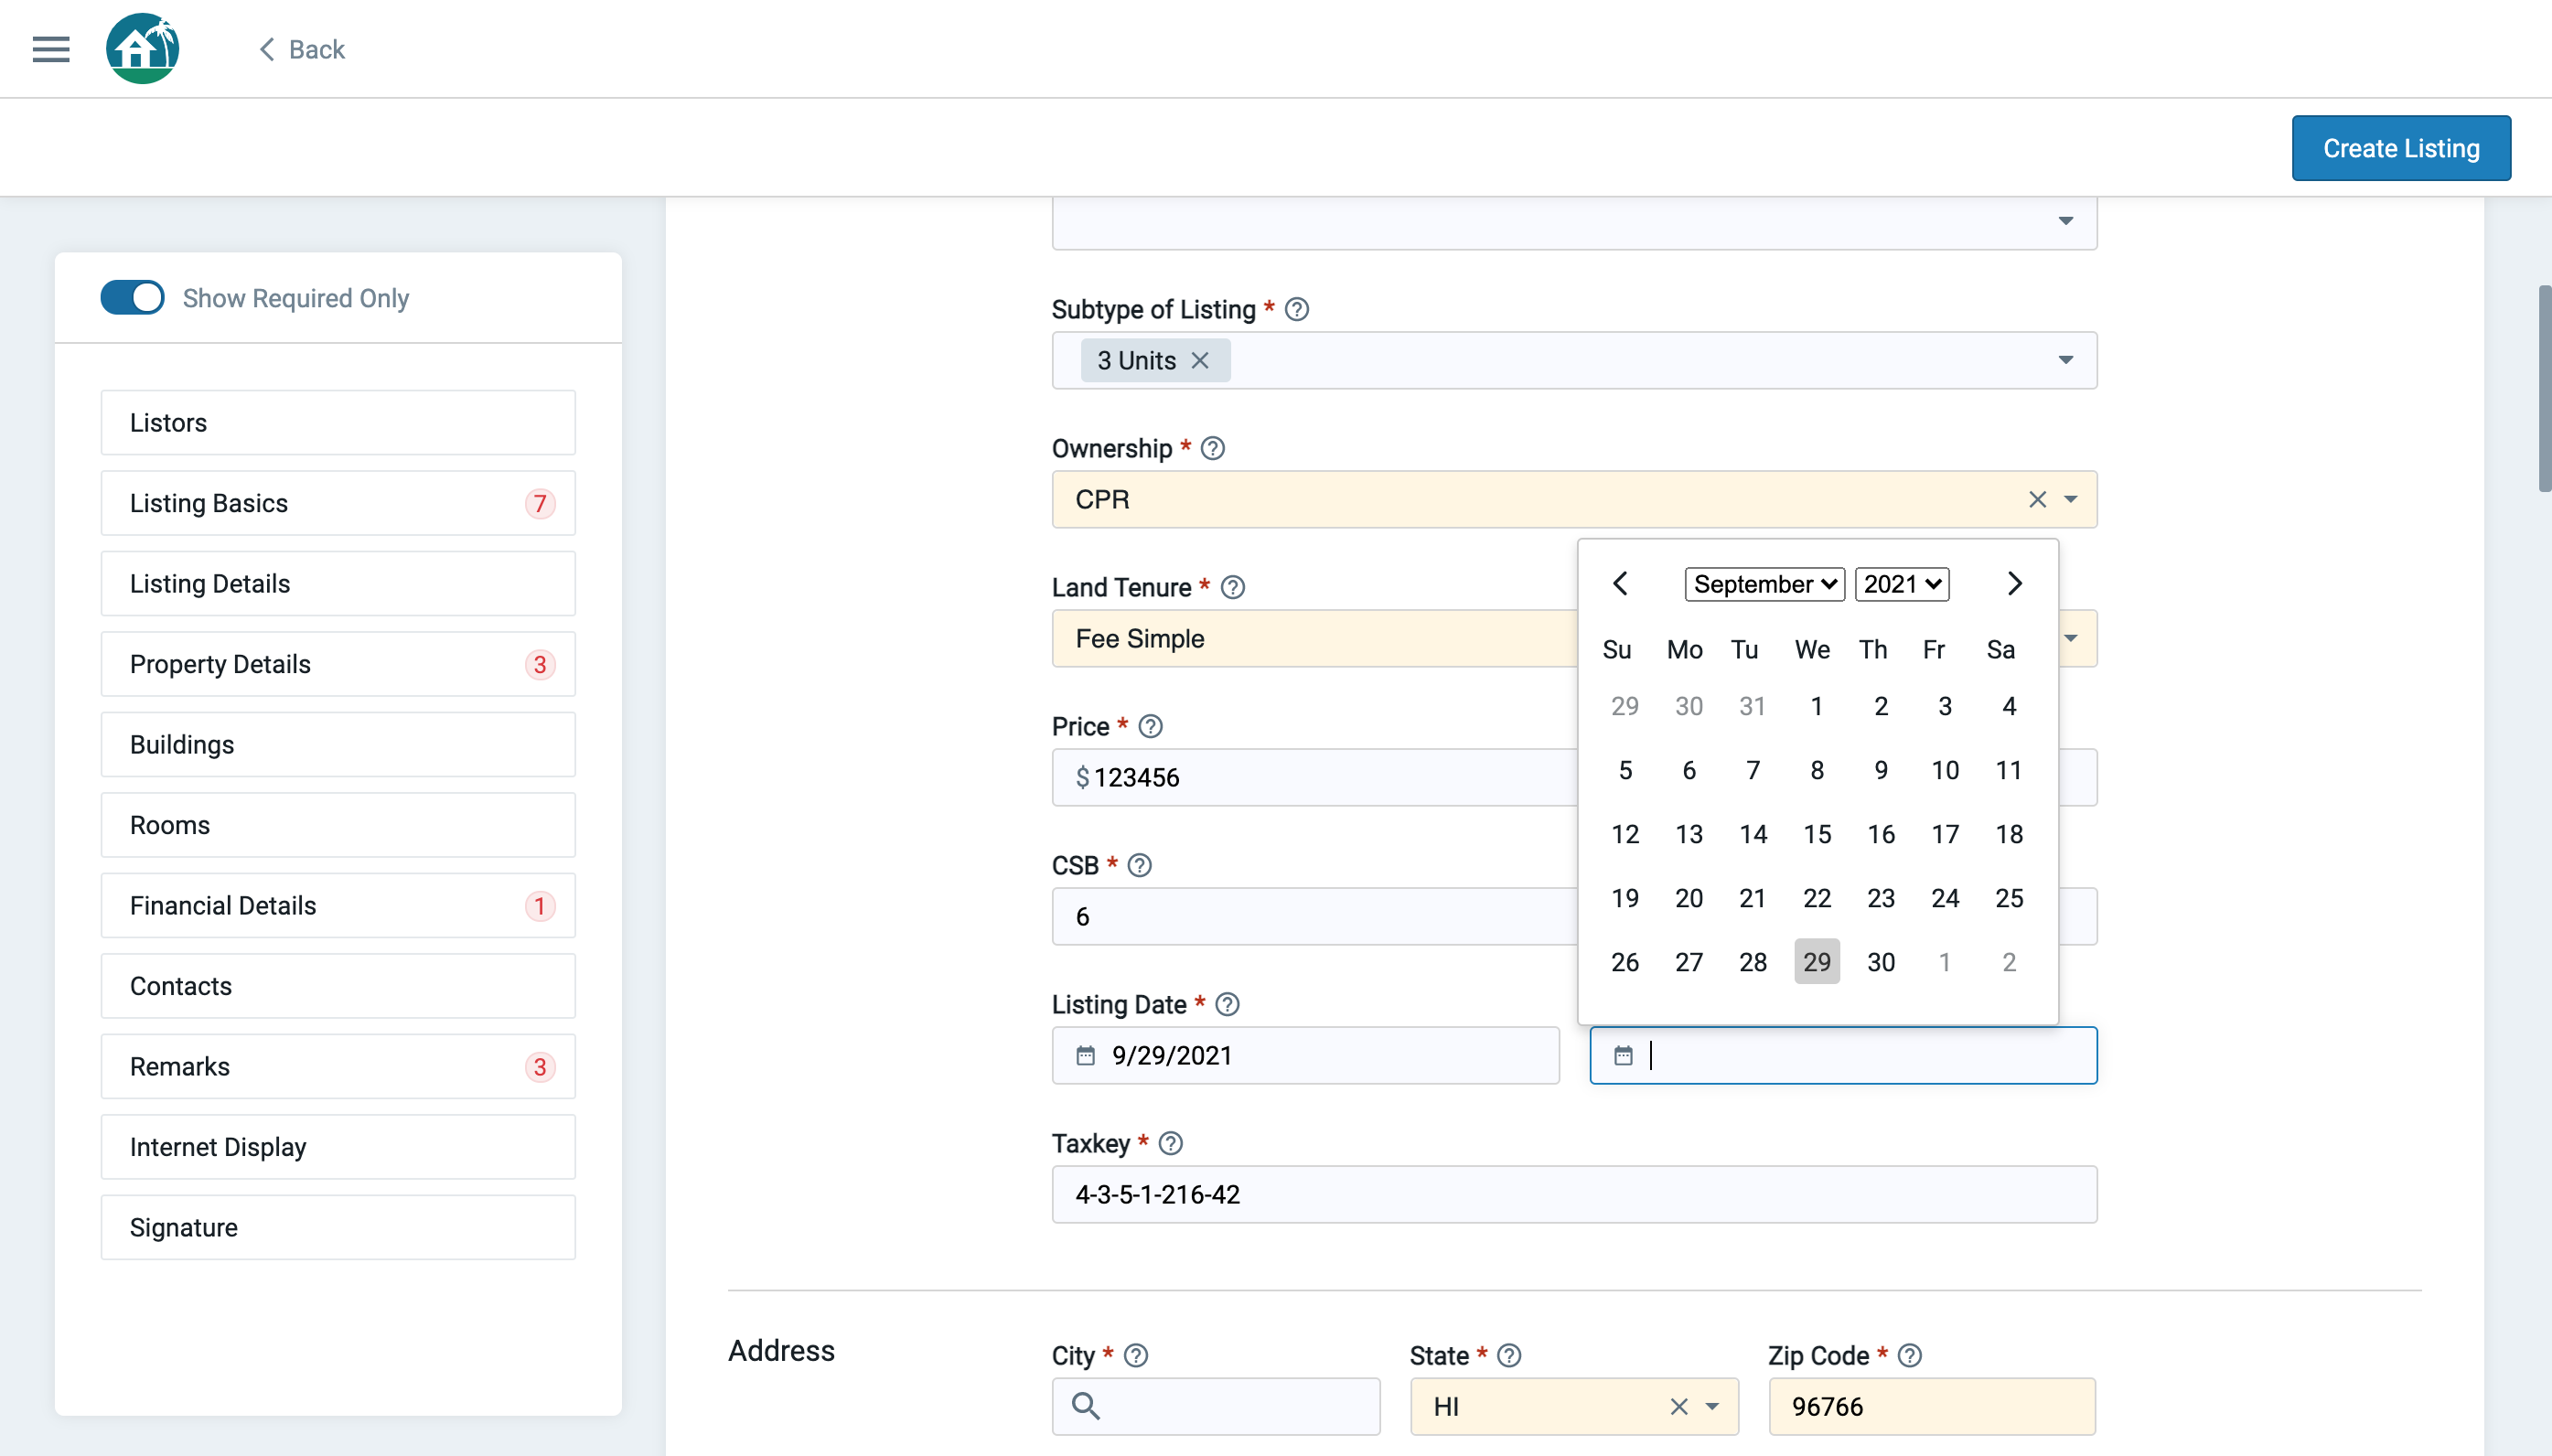 Back
Create Listing
Show Required Only
Listors
Listing Basics 7
Listing Details
Property Details 3
Buildings
Rooms
Financial Details 1
Contacts
Remarks 3
Internet Display
Signature
Subtype of Listing *
3 Units
Ownership *
CPR
Land Tenure *
Fee Simple
Price *
$ 123456
CSB *
6
Listing Date *
9/29/2021
September 2021
Su Mo Tu We Th Fr Sa
29 30 31 1 2 3 4
5 6 7 8 9 10 11
12 13 14 15 16 17 18
19 20 21 22 23 24 25
26 27 28 29 30 1 2
Taxkey *
4-3-5-1-216-42
Address
City * State * Zip Code *
HI 96766